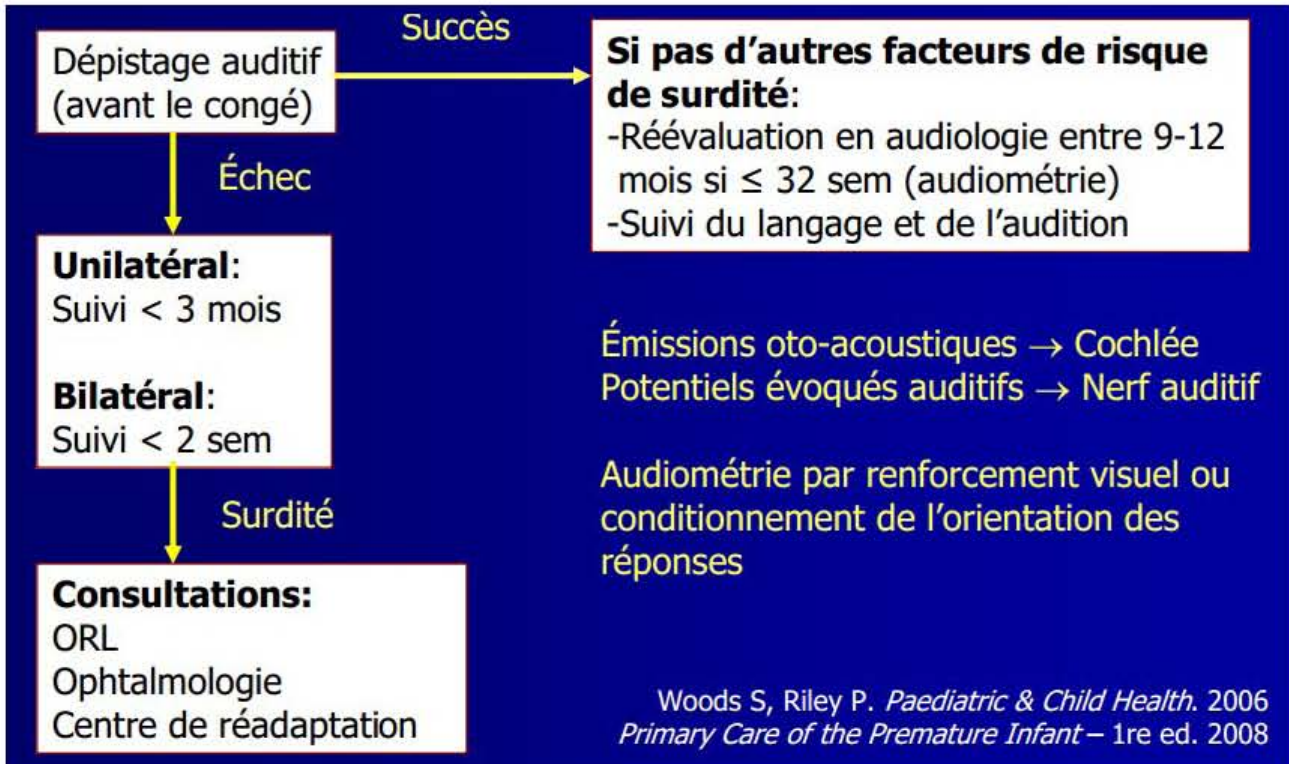 Dépistage auditif
(avant le congé)
Succès
Si pas d'autres facteurs de risque
de surdité:
-Réévaluation en audiologie entre 9-12
mois si ≤ 32 sem (audiométrie)
-Suivi du langage et de l'audition
Échec
Unilatéral:
Suivi < 3 mois
Bilatéral:
Suivi < 2 sem
Surdité
Consultations:
ORL
Ophtalmologie
Centre de réadaptation
Émissions oto-acoustiques → Cochlée
Potentiels évoqués auditifs → Nerf auditif
Audiométrie par renforcement visuel ou
conditionnement de l'orientation des
réponses
Woods S, Riley P. Paediatric & Child Health. 2006
Primary Care of the Premature Infant – 1re ed. 2008